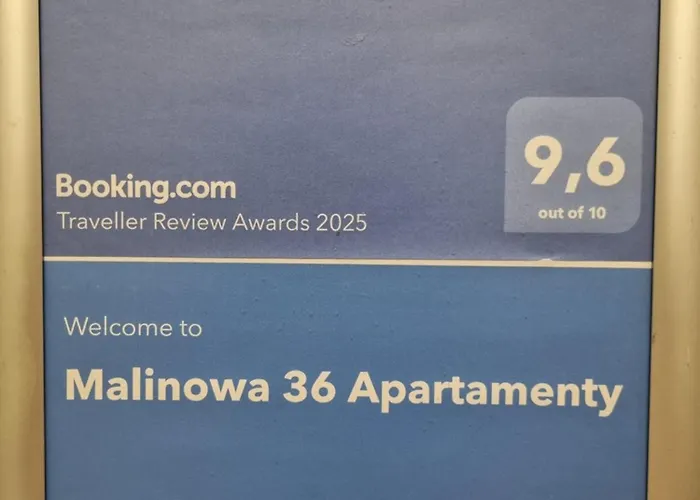 Booking.com
Traveller Review Awards 2025
9,6
out of 10
Welcome to
Malinowa 36 Apartamenty